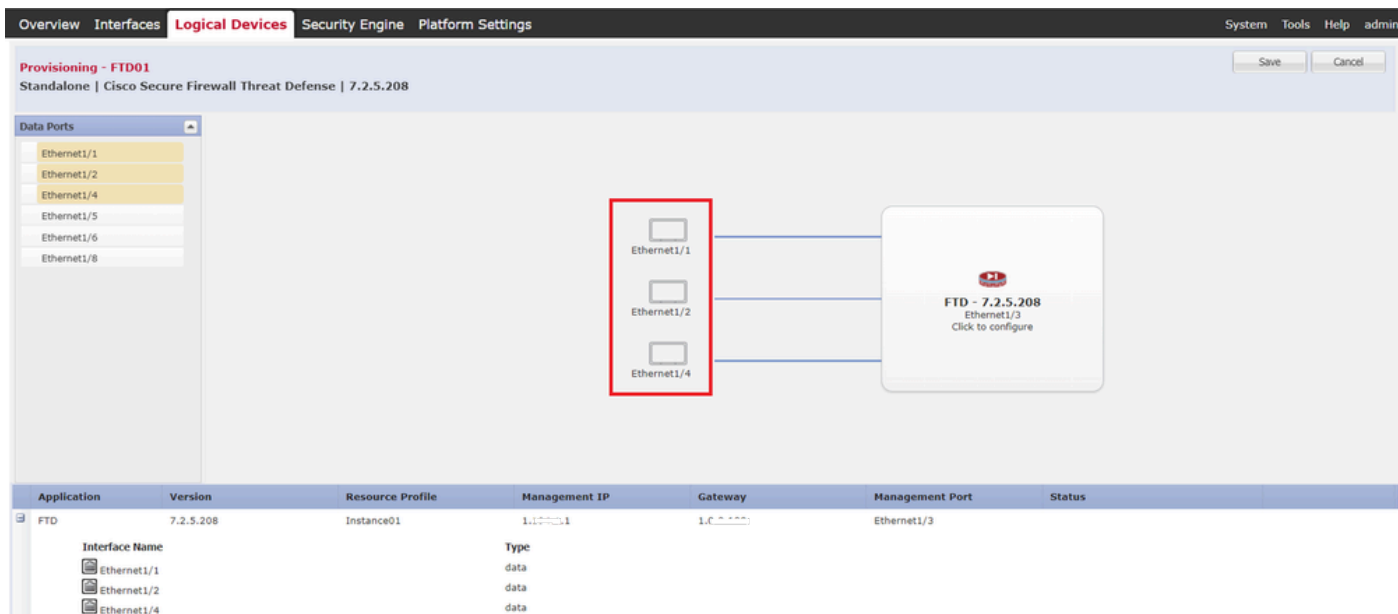 Overview Interfaces Logical Devices Security Engine Platform Settings System Tools Help admin
Provisioning - FTD01
Standalone | Cisco Secure Firewall Threat Defense | 7.2.5.208
Save Cancel
Data Ports
Ethernet1/1
Ethernet1/2
Ethernet1/4
Ethernet1/5
Ethernet1/6
Ethernet1/8
Ethernet1/1
Ethernet1/2
Ethernet1/4
FTD - 7.2.5.208
Ethernet1/3
Click to configure
Application Version Resource Profile Management IP Gateway Management Port Status
FTD 7.2.5.208 Instance01 Ethernet1/3
Interface Name Type
Ethernet1/1 data
Ethernet1/2 data
Ethernet1/4 data